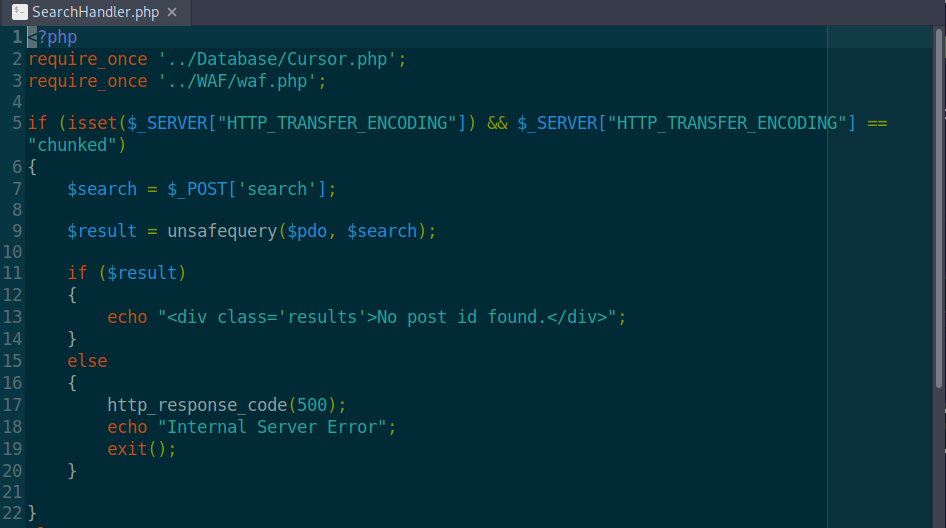 SearchHandler.php ×
1 <?php
2 require_once '../Database/Cursor.php';
3 require_once '../WAF/waf.php';
4
5 if (isset($_SERVER["HTTP_TRANSFER_ENCODING"]) && $_SERVER["HTTP_TRANSFER_ENCODING"] ==
"chunked")
6 {
7     $search = $_POST['search'];
8
9     $result = unsafequery($pdo, $search);
10
11     if ($result)
12     {
13         echo "<div class='results'>No post id found.</div>";
14     }
15     else
16     {
17         http_response_code(500);
18         echo "Internal Server Error";
19         exit();
20     }
21
22 }